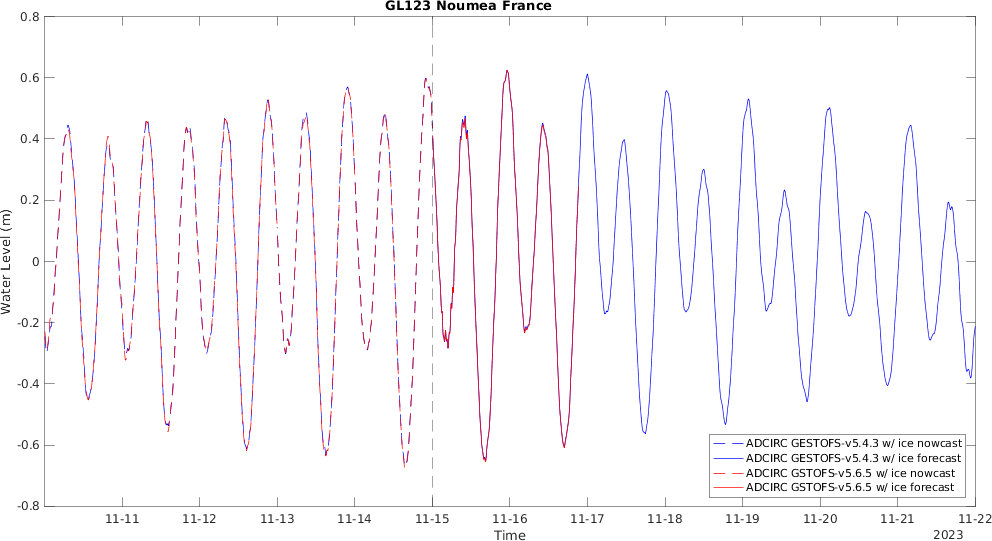 GL123 Noumea France
0.8
0.6
0.4
0.2
0
-0.2
-0.4
-0.6
-0.8
Water Level (m)
ADCIRC GESTOFS-v5.4.3 w/ ice nowcast
ADCIRC GESTOFS-v5.4.3 w/ ice forecast
ADCIRC GSTOFS-v5.6.5 w/ ice nowcast
ADCIRC GSTOFS-v5.6.5 w/ ice forecast
11-11 11-12 11-13 11-14 11-15 11-16 11-17 11-18 11-19 11-20 11-21 11-22
Time
2023